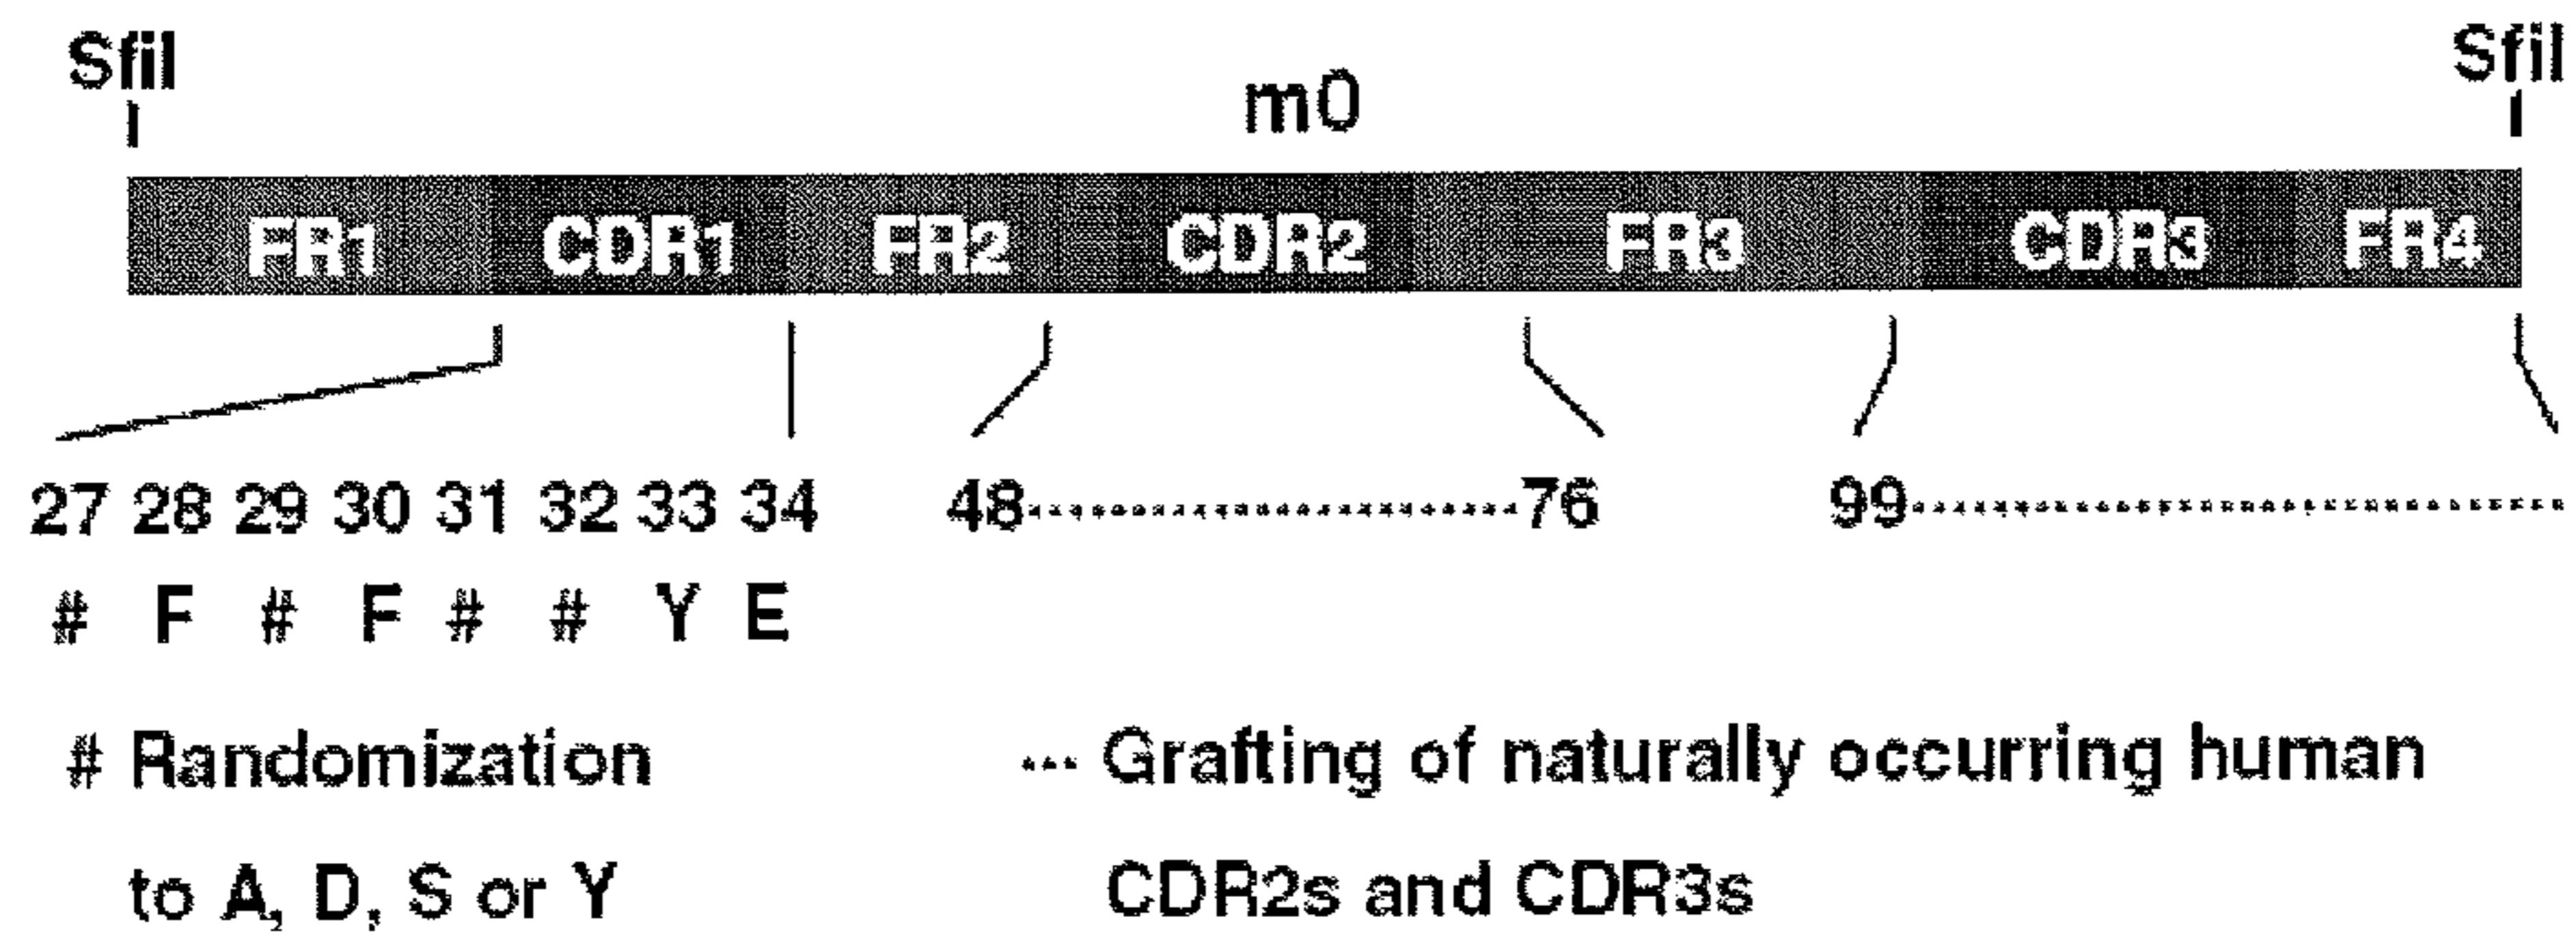 SfiI SfiI
m0
FR1 CDR1 FR2 CDR2 FR3 CDR3 FR4
27 28 29 30 31 32 33 34 48........................76 99................................
# F # F # # Y E
# Randomization ... Grafting of naturally occurring human
to A, D, S or Y CDR2s and CDR3s